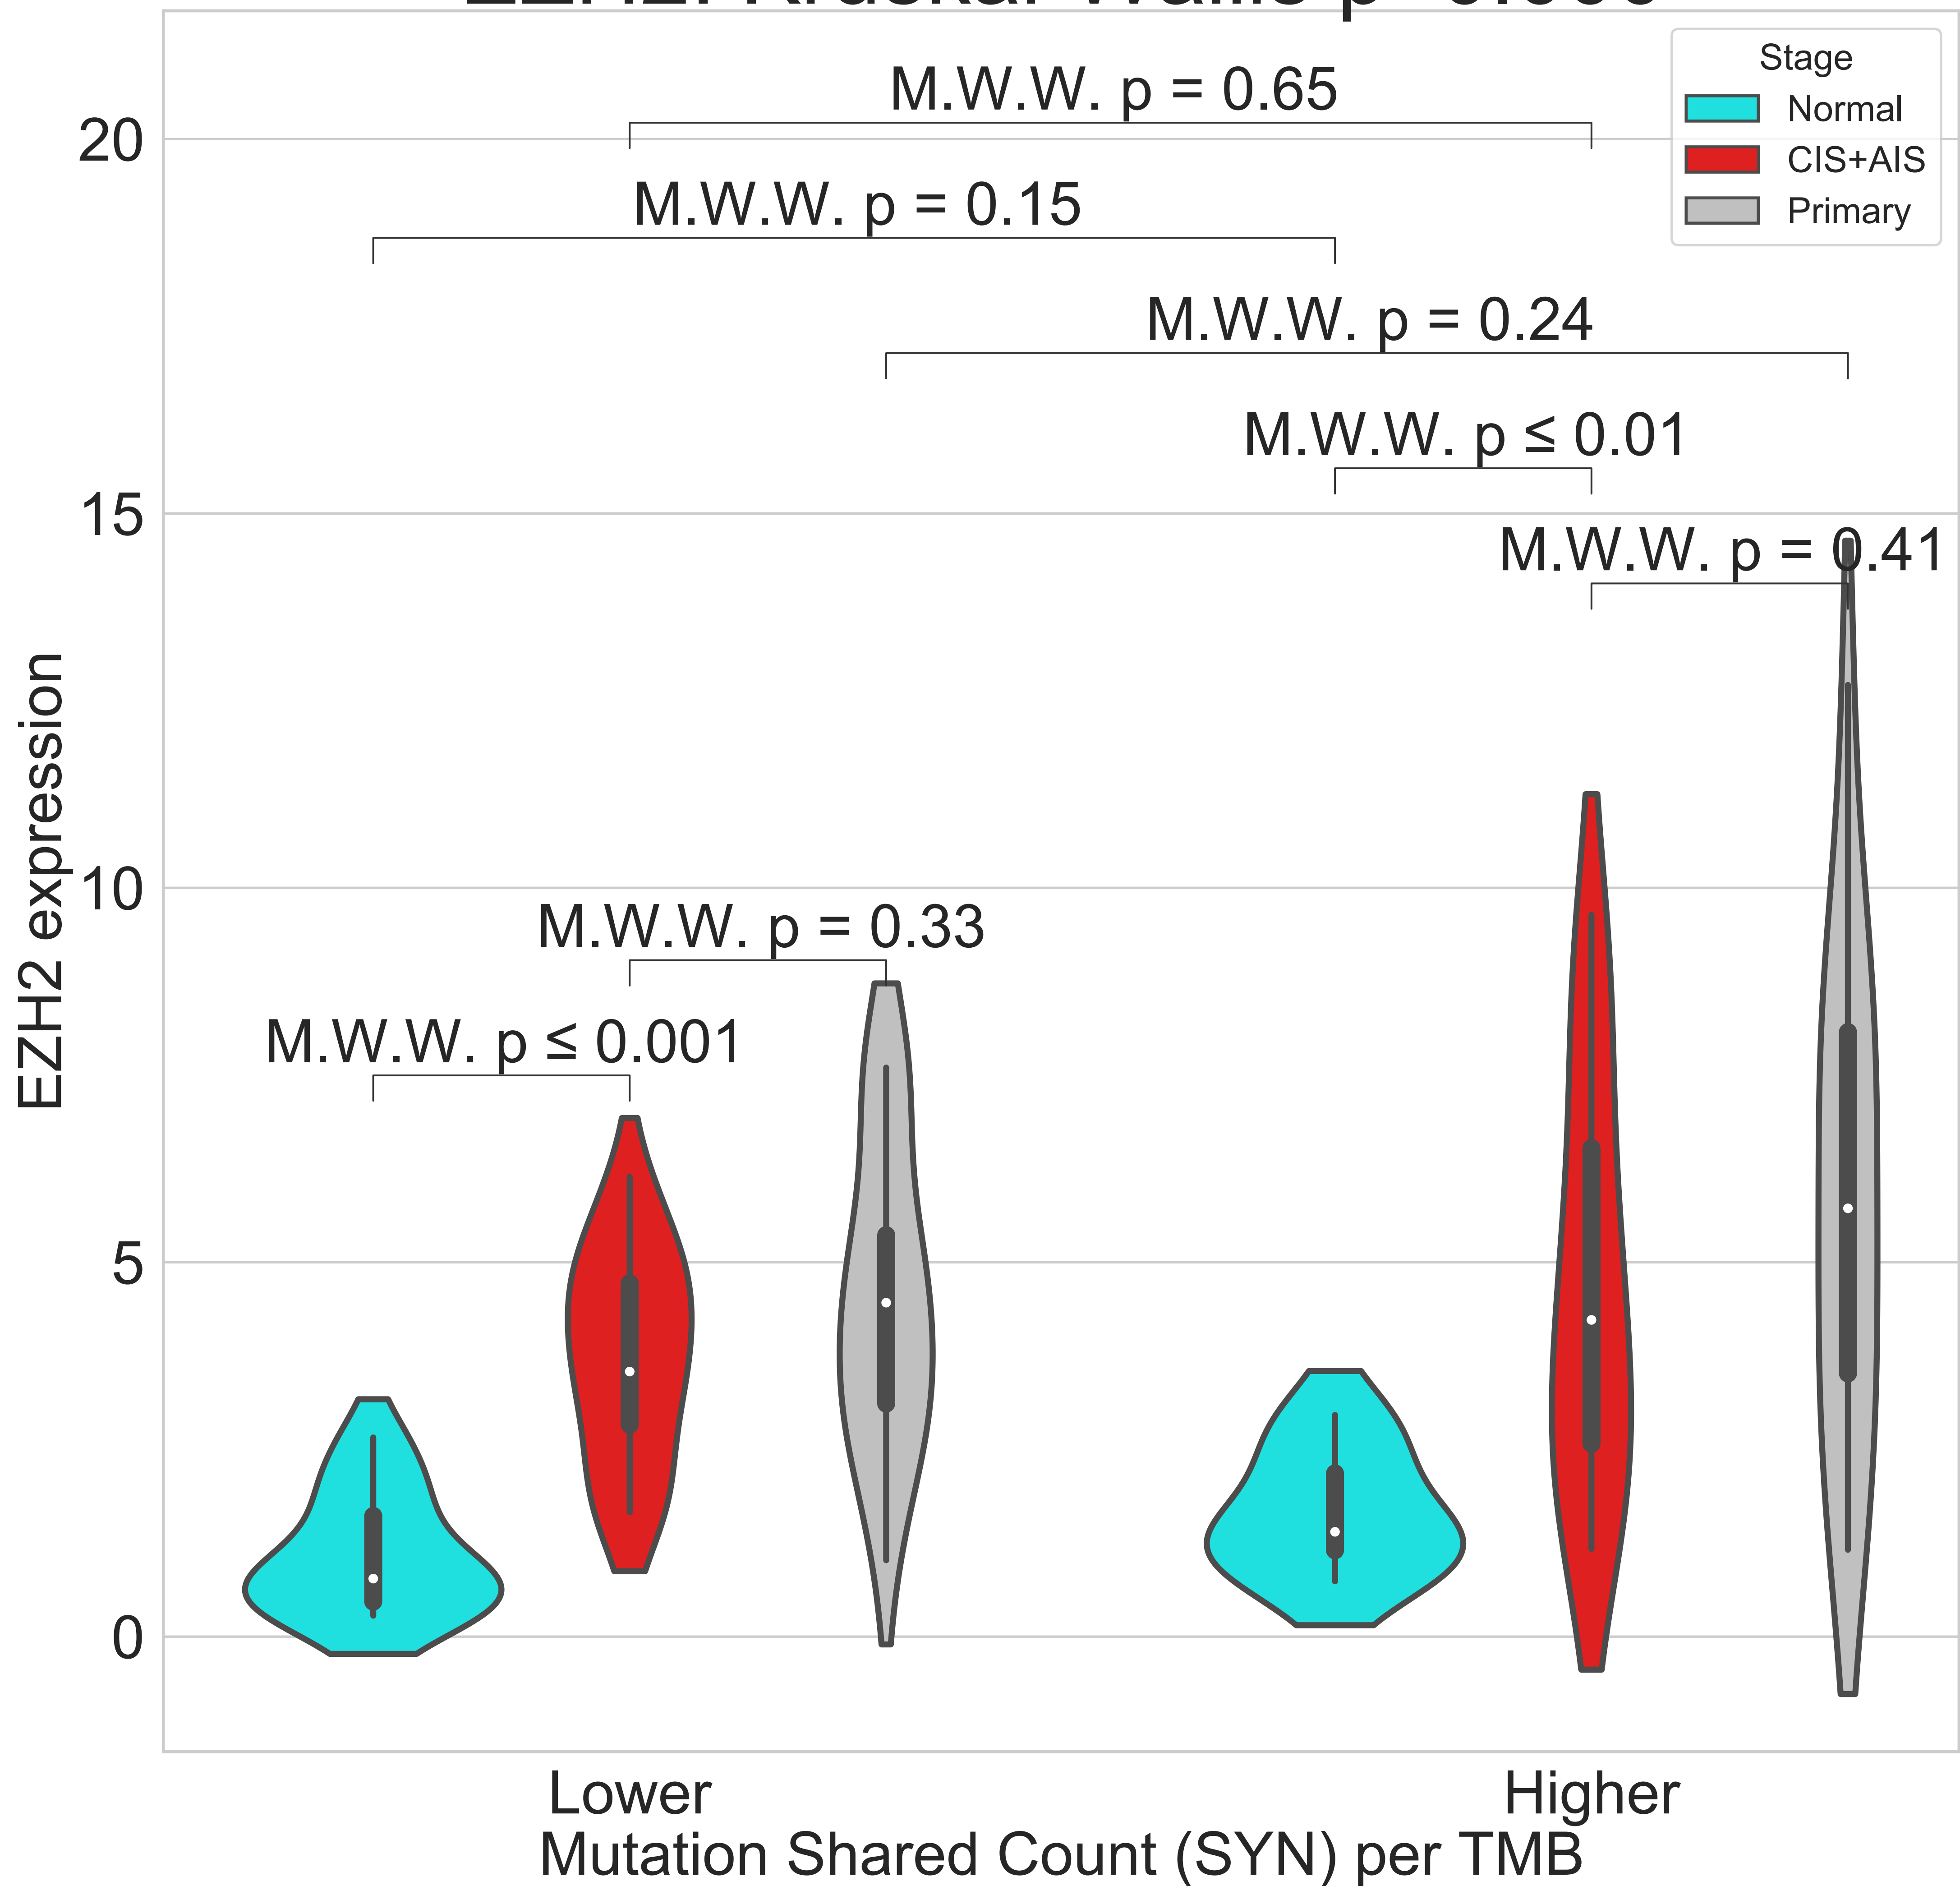 M.W.W. p = 0.65
M.W.W. p = 0.15
M.W.W. p = 0.24
M.W.W. p ≤ 0.01
M.W.W. p = 0.41
M.W.W. p = 0.33
M.W.W. p ≤ 0.001
Stage
Normal
CIS+AIS
Primary
EZH2 expression
20
15
10
5
0
Lower
Higher
Mutation Shared Count (SYN) per TMB